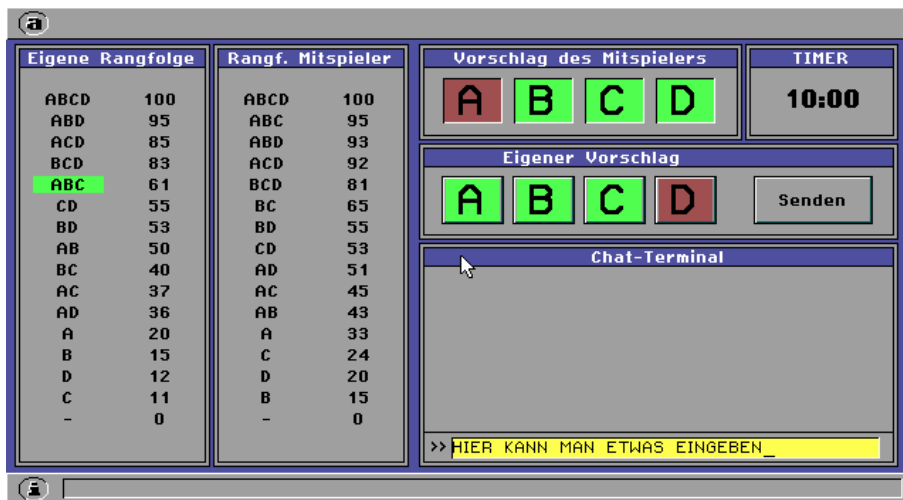 a
Eigene Rangfolge
ABCD 100
ABD 95
ACD 85
BCD 83
ABC 61
CD 55
BD 53
AB 50
BC 40
AC 37
AD 36
A 20
B 15
D 12
C 11
- 0
Rangf. Mitspieler
ABCD 100
ABC 95
ABD 93
ACD 92
BCD 81
BC 65
BD 55
CD 53
AD 51
AC 45
AB 43
A 33
C 24
D 20
B 15
- 0
Vorschlag des Mitspielers
A B C D
TIMER
10:00
Eigener Vorschlag
A B C D
Senden
Chat-Terminal
>> HIER KANN MAN ETWAS EINGEBEN_
i